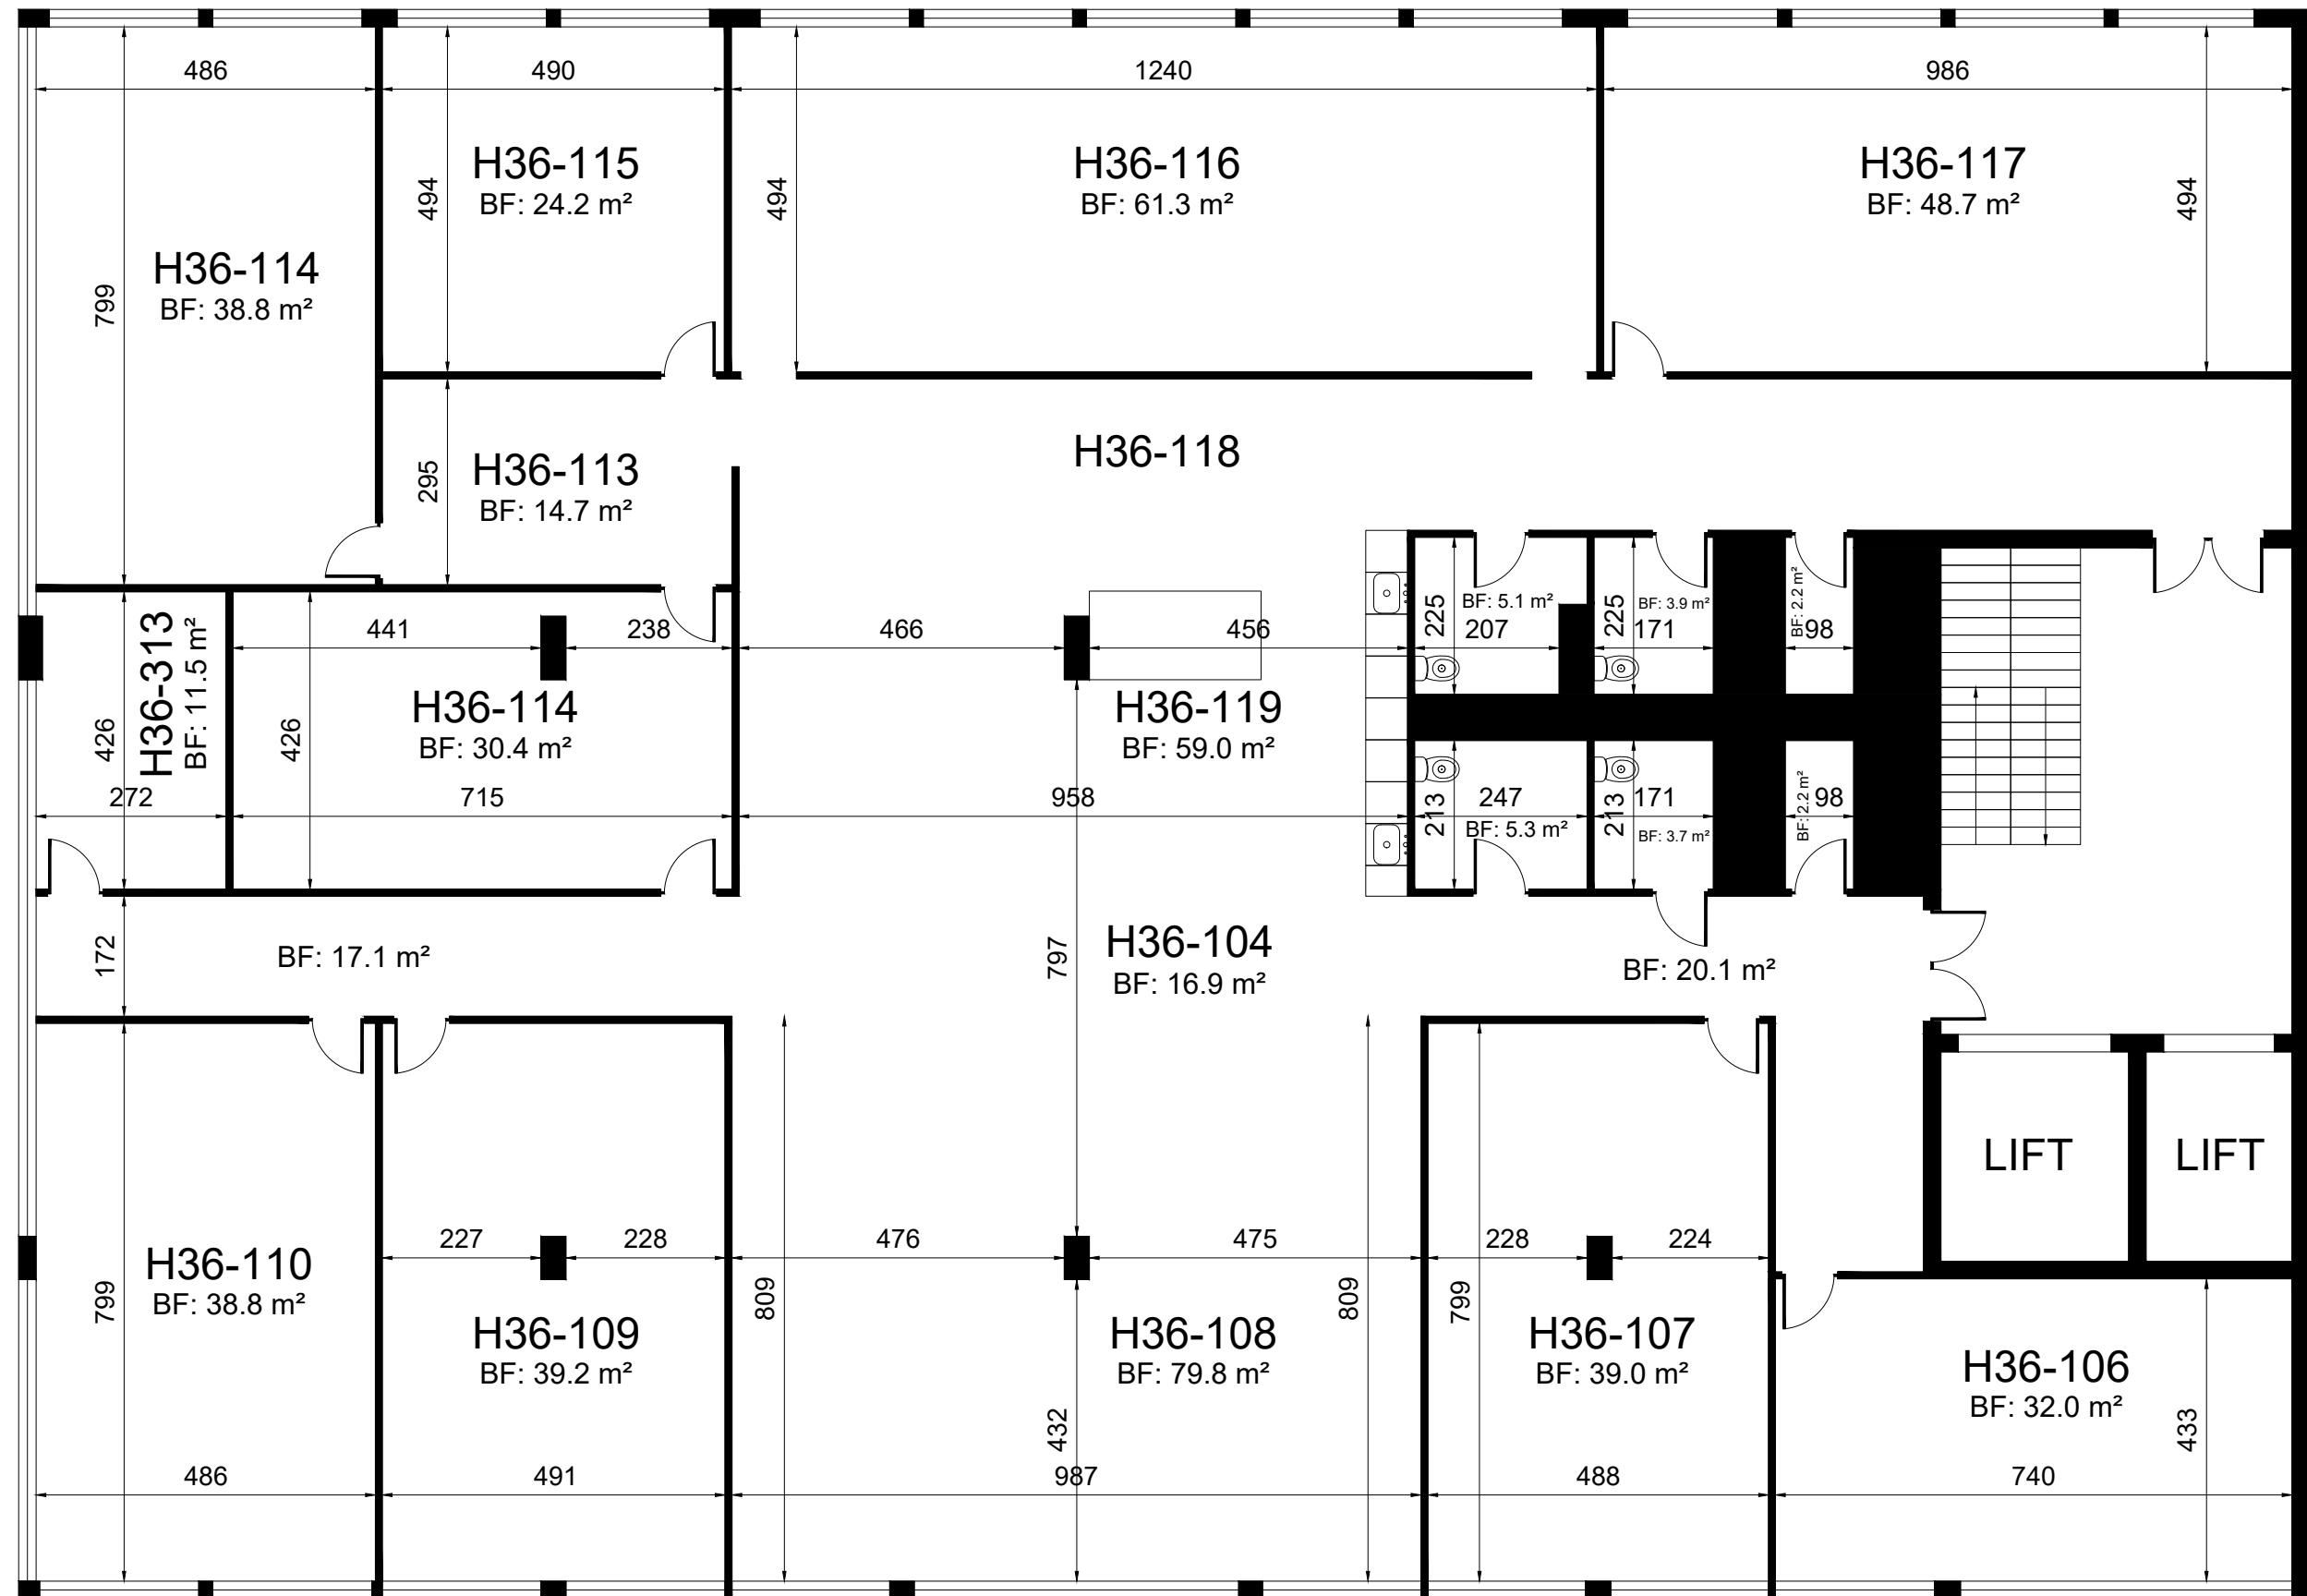 486
490
1240
986
H36-115
BF: 24.2 m²
H36-116
BF: 61.3 m²
H36-117
BF: 48.7 m²
494
494
494
H36-114
BF: 38.8 m²
799
H36-118
H36-113
BF: 14.7 m²
295
H36-313
BF: 11.5 m²
441
238
466
456
225
BF: 5.1 m²
207
225
BF: 3.9 m²
171
BF: 2.2 m²
98
426
426
H36-114
BF: 30.4 m²
H36-119
BF: 59.0 m²
272
715
958
213
247
BF: 5.3 m²
213
171
BF: 3.7 m²
BF: 2.2 m²
98
172
BF: 17.1 m²
797
H36-104
BF: 16.9 m²
BF: 20.1 m²
LIFT
LIFT
227
228
476
475
228
224
H36-110
BF: 38.8 m²
799
809
809
799
H36-109
BF: 39.2 m²
H36-108
BF: 79.8 m²
H36-107
BF: 39.0 m²
H36-106
BF: 32.0 m²
432
433
486
491
987
488
740